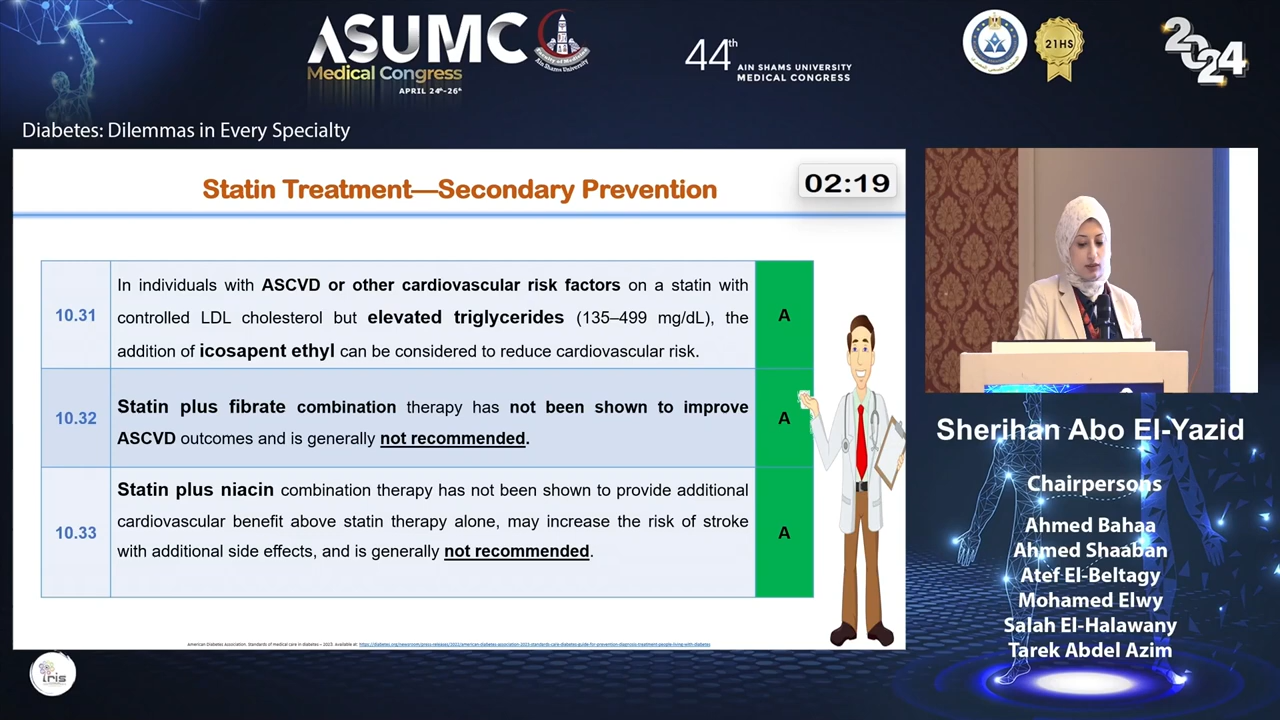 ASUMC
Medical Congress
APRIL 24th-26th
44th
AIN SHAMS UNIVERSITY
MEDICAL CONGRESS
21HS
2024
Diabetes: Dilemmas in Every Specialty
Statin Treatment—Secondary Prevention
02:19
10.31
In individuals with ASCVD or other cardiovascular risk factors on a statin with
controlled LDL cholesterol but elevated triglycerides (135–499 mg/dL), the
addition of icosapent ethyl can be considered to reduce cardiovascular risk.
A
10.32
Statin plus fibrate combination therapy has not been shown to improve
ASCVD outcomes and is generally not recommended.
A
10.33
Statin plus niacin combination therapy has not been shown to provide additional
cardiovascular benefit above statin therapy alone, may increase the risk of stroke
with additional side effects, and is generally not recommended.
A
Sherihan Abo El-Yazid
Chairpersons
Ahmed Bahaa
Ahmed Shaaban
Atef El-Beltagy
Mohamed Elwy
Salah El-Halawany
Tarek Abdel Azim
iris